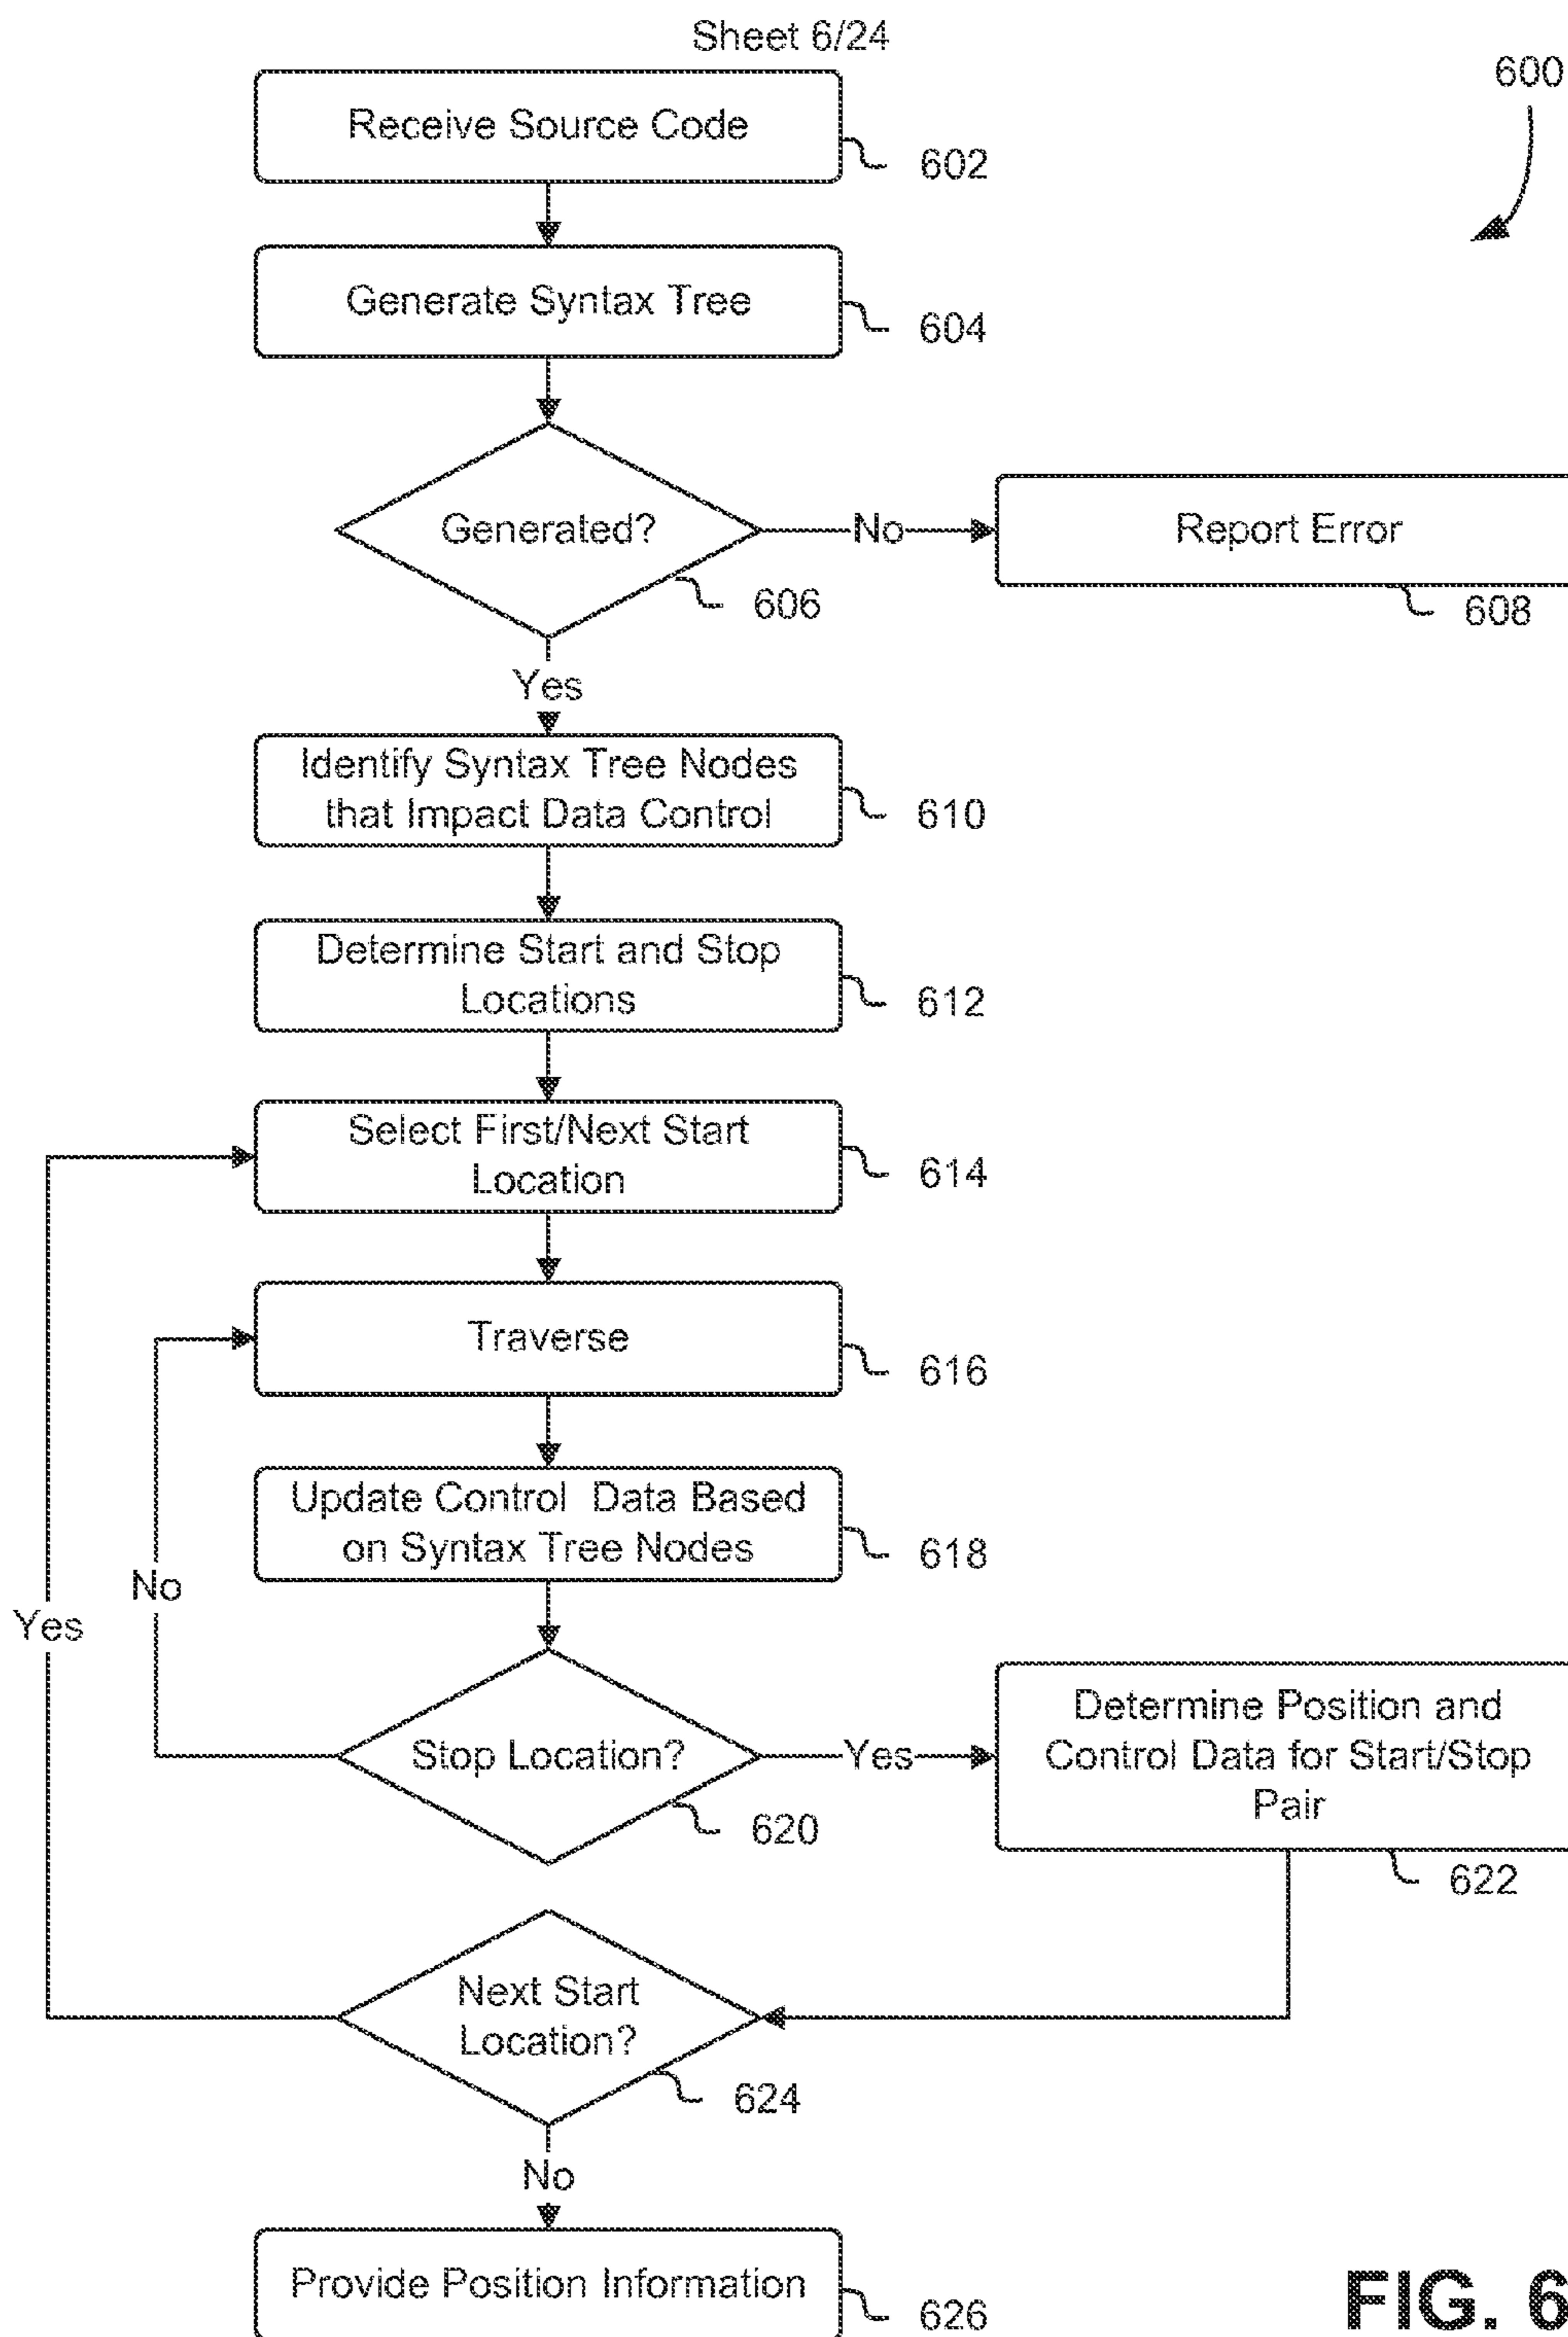 Sheet 6/24
600
Receive Source Code
602
Generate Syntax Tree
604
Generated?
606
No
Report Error
608
Yes
Identify Syntax Tree Nodes
that Impact Data Control
610
Determine Start and Stop
Locations
612
Select First/Next Start
Location
614
Traverse
616
Update Control Data Based
on Syntax Tree Nodes
618
No
Yes
Stop Location?
620
Yes
Determine Position and
Control Data for Start/Stop
Pair
622
Next Start
Location?
624
No
Provide Position Information
626
FIG. 6